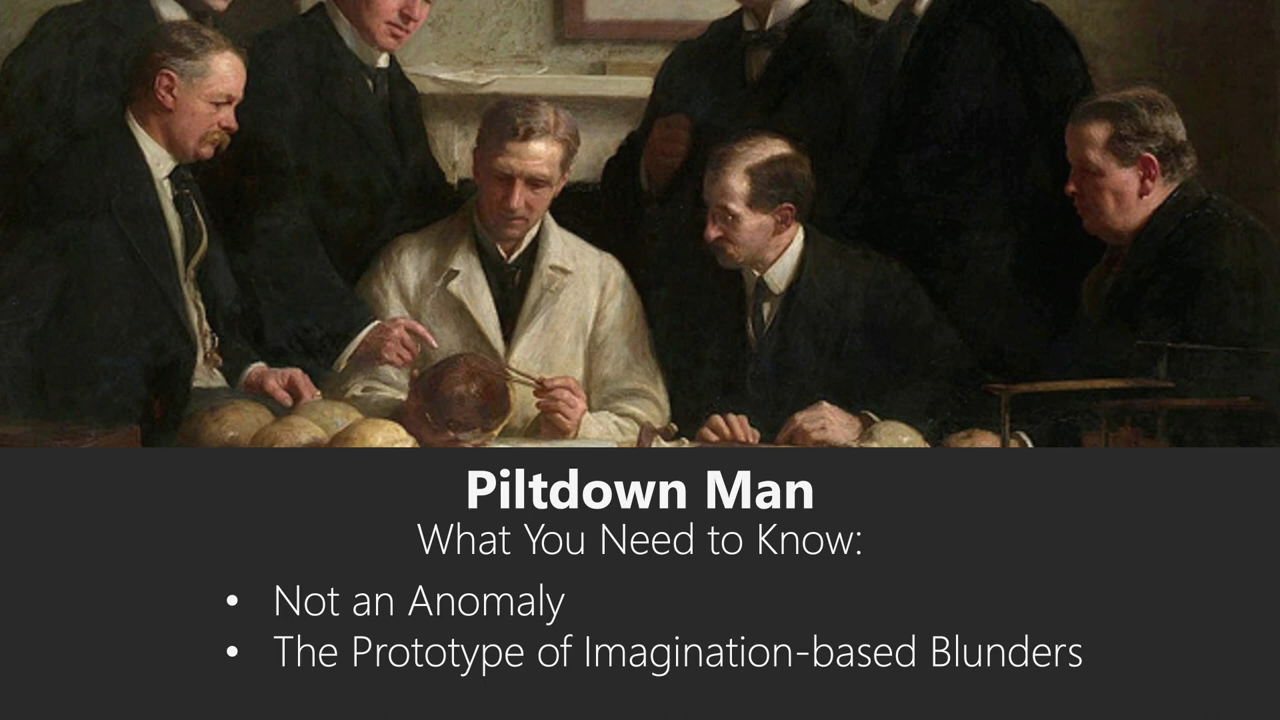 Piltdown Man
What You Need to Know:
• Not an Anomaly
• The Prototype of Imagination-based Blunders